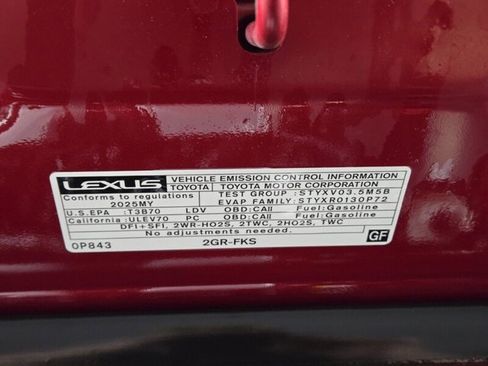 LEXUS VEHICLE EMISSION CONTROL INFORMATION
TOYOTA TOYOTA MOTOR CORPORATION
Conforms to regulations TEST GROUP : STYXV03.5M5B
2025MY EVAP FAMILY: STYXR0130P72
U.S.EPA : T3B70 LDV OBD:CAII Fuel:Gasoline
California: ULEV70 PC OBD:CAII Fuel:Gasoline
DFI+SFI, 2WR-HO2S, 2TWC, 2HO2S, TWC
No adjustments needed.
0P843 2GR-FKS GF